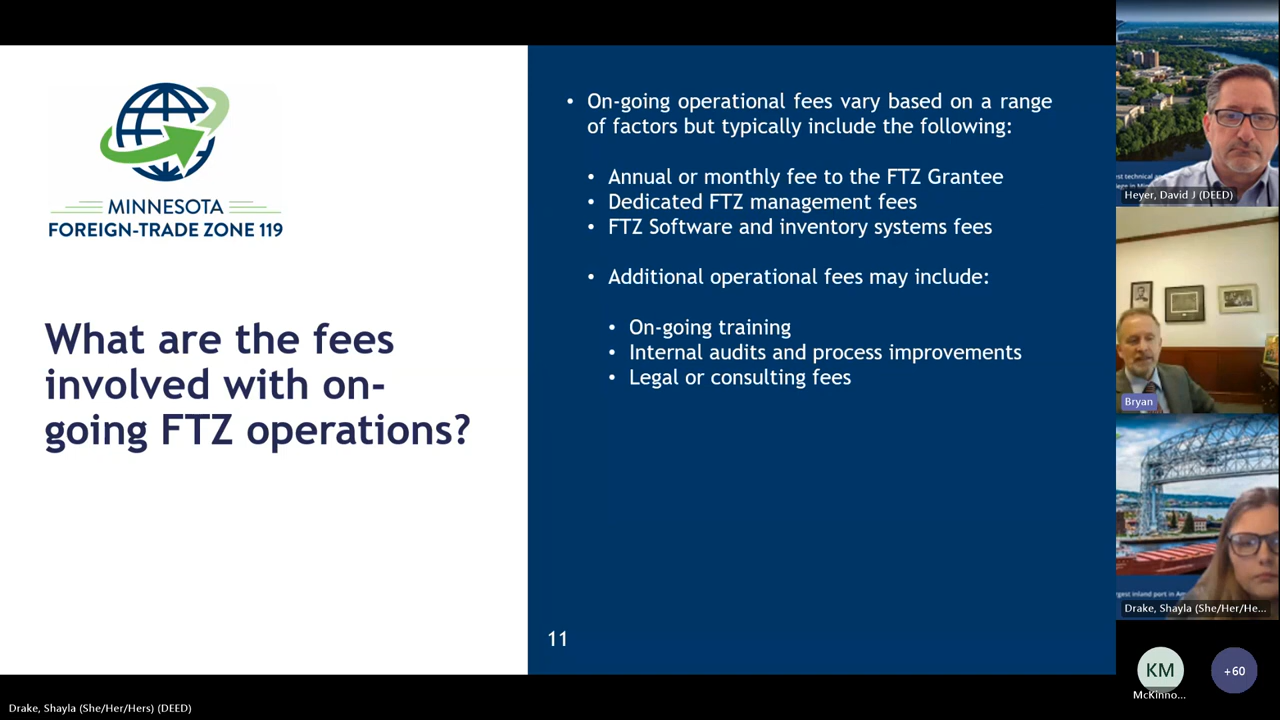 MINNESOTA
FOREIGN-TRADE ZONE 119
What are the fees
involved with on-
going FTZ operations?
• On-going operational fees vary based on a range
of factors but typically include the following:
• Annual or monthly fee to the FTZ Grantee
• Dedicated FTZ management fees
• FTZ Software and inventory systems fees
• Additional operational fees may include:
• On-going training
• Internal audits and process improvements
• Legal or consulting fees
11
Heyer, David J (DEED)
Bryan
Drake, Shayla (She/Her/He...
KM
McKinno...
+60
Drake, Shayla (She/Her/Hers) (DEED)